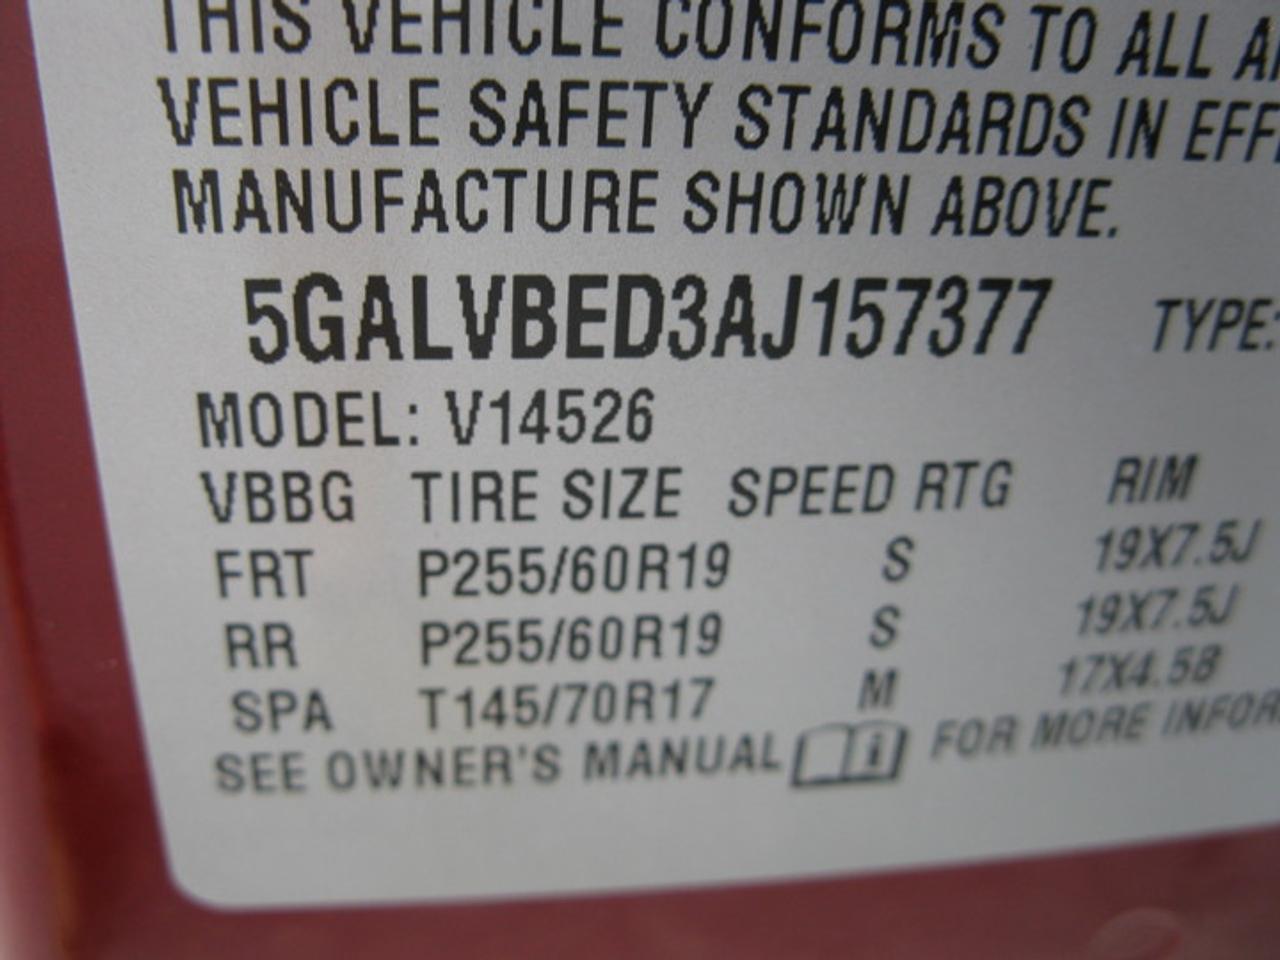 THIS VEHICLE CONFORMS TO ALL
VEHICLE SAFETY STANDARDS IN EFF
MANUFACTURE SHOWN ABOVE.
5GALVBED3AJ157377 TYPE:
MODEL: V14526
VBBG TIRE SIZE SPEED RTG RIM
FRT P255/60R19 S 19X7.5J
RR P255/60R19 S 19X7.5J
SPA T145/70R17 M 17X4.5B
SEE OWNER'S MANUAL i FOR MORE INFOR